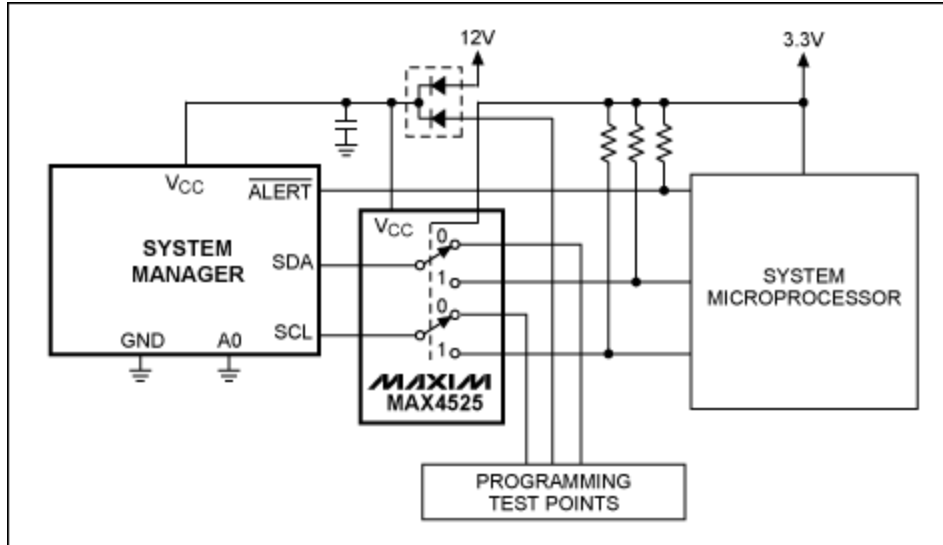 12V
3.3V
VCC
ALERT
SYSTEM
MANAGER
SDA
SCL
GND
A0
VCC
0
1
0
1
MAXIM
MAX4525
SYSTEM
MICROPROCESSOR
PROGRAMMING
TEST POINTS